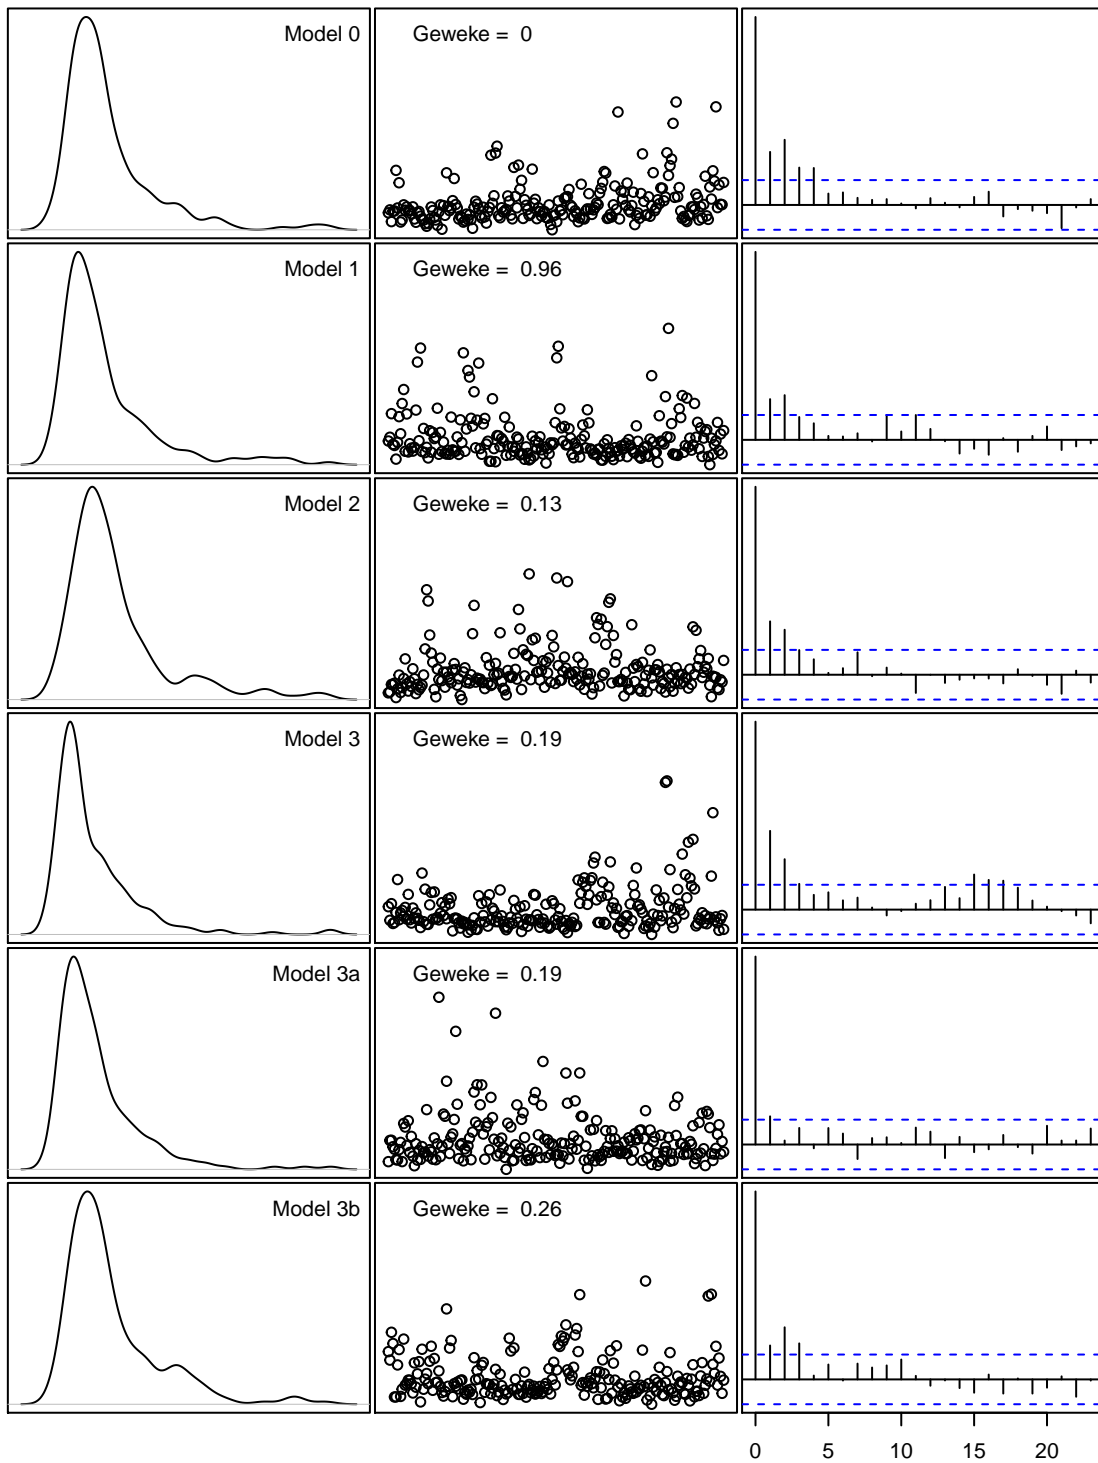 Model 0 Geweke = 0
Model 1 Geweke = 0.96
Model 2 Geweke = 0.13
Model 3 Geweke = 0.19
Model 3a Geweke = 0.19
Model 3b Geweke = 0.26
0 5 10 15 20